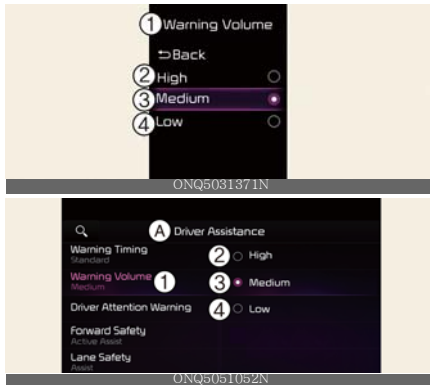 ① Warning Volume
⮌Back
② High
③ Medium
④ Low
ONQ5031371N
Ⓐ Driver Assistance
Warning Timing
Standard
② High
Warning Volume ①
Medium
③ Medium
Driver Attention Warning
④ Low
Forward Safety
Active Assist
Lane Safety
Assist
ONQ5051052N